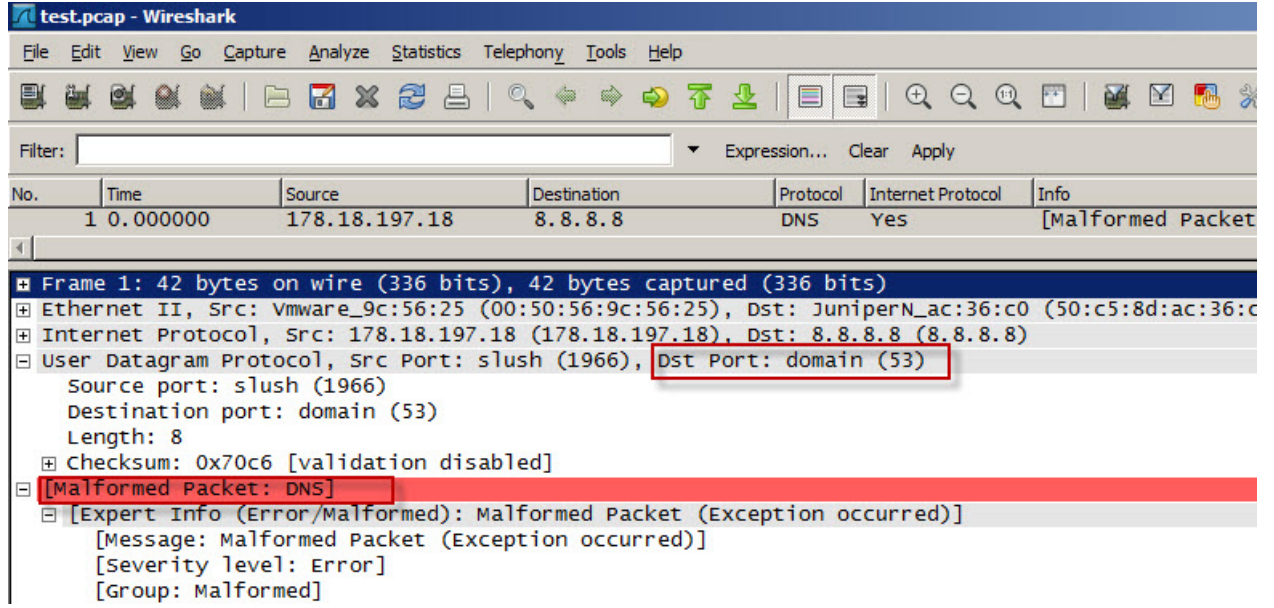 test.pcap - Wireshark
File Edit View Go Capture Analyze Statistics Telephony Tools Help
Filter: Expression... Clear Apply
No. Time Source Destination Protocol Internet Protocol Info
1 0.000000 178.18.197.18 8.8.8.8 DNS Yes [Malformed Packet
Frame 1: 42 bytes on wire (336 bits), 42 bytes captured (336 bits)
Ethernet II, Src: Vmware_9c:56:25 (00:50:56:9c:56:25), Dst: JuniperN_ac:36:c0 (50:c5:8d:ac:36:c
Internet Protocol, Src: 178.18.197.18 (178.18.197.18), Dst: 8.8.8.8 (8.8.8.8)
User Datagram Protocol, Src Port: slush (1966), Dst Port: domain (53)
Source port: slush (1966)
Destination port: domain (53)
Length: 8
Checksum: 0x70c6 [validation disabled]
[Malformed Packet: DNS]
[Expert Info (Error/Malformed): Malformed Packet (Exception occurred)]
[Message: Malformed Packet (Exception occurred)]
[Severity level: Error]
[Group: Malformed]